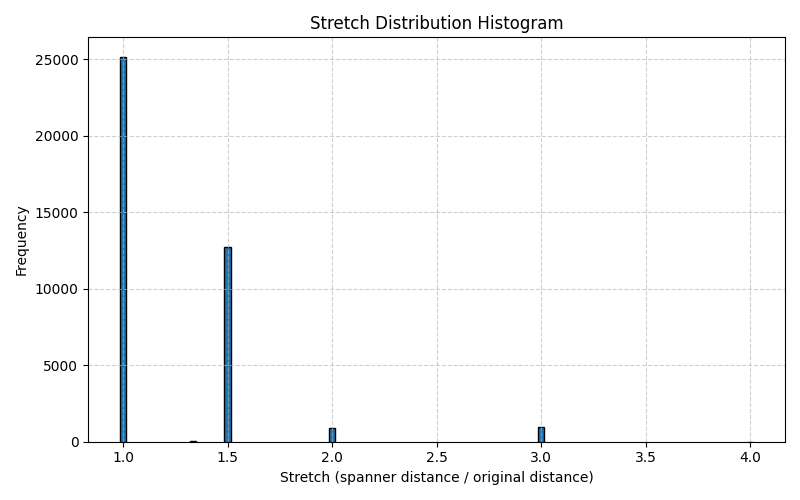 Stretch Distribution Histogram
Frequency
25000
20000
15000
10000
5000
0
1.0 1.5 2.0 2.5 3.0 3.5 4.0
Stretch (spanner distance / original distance)